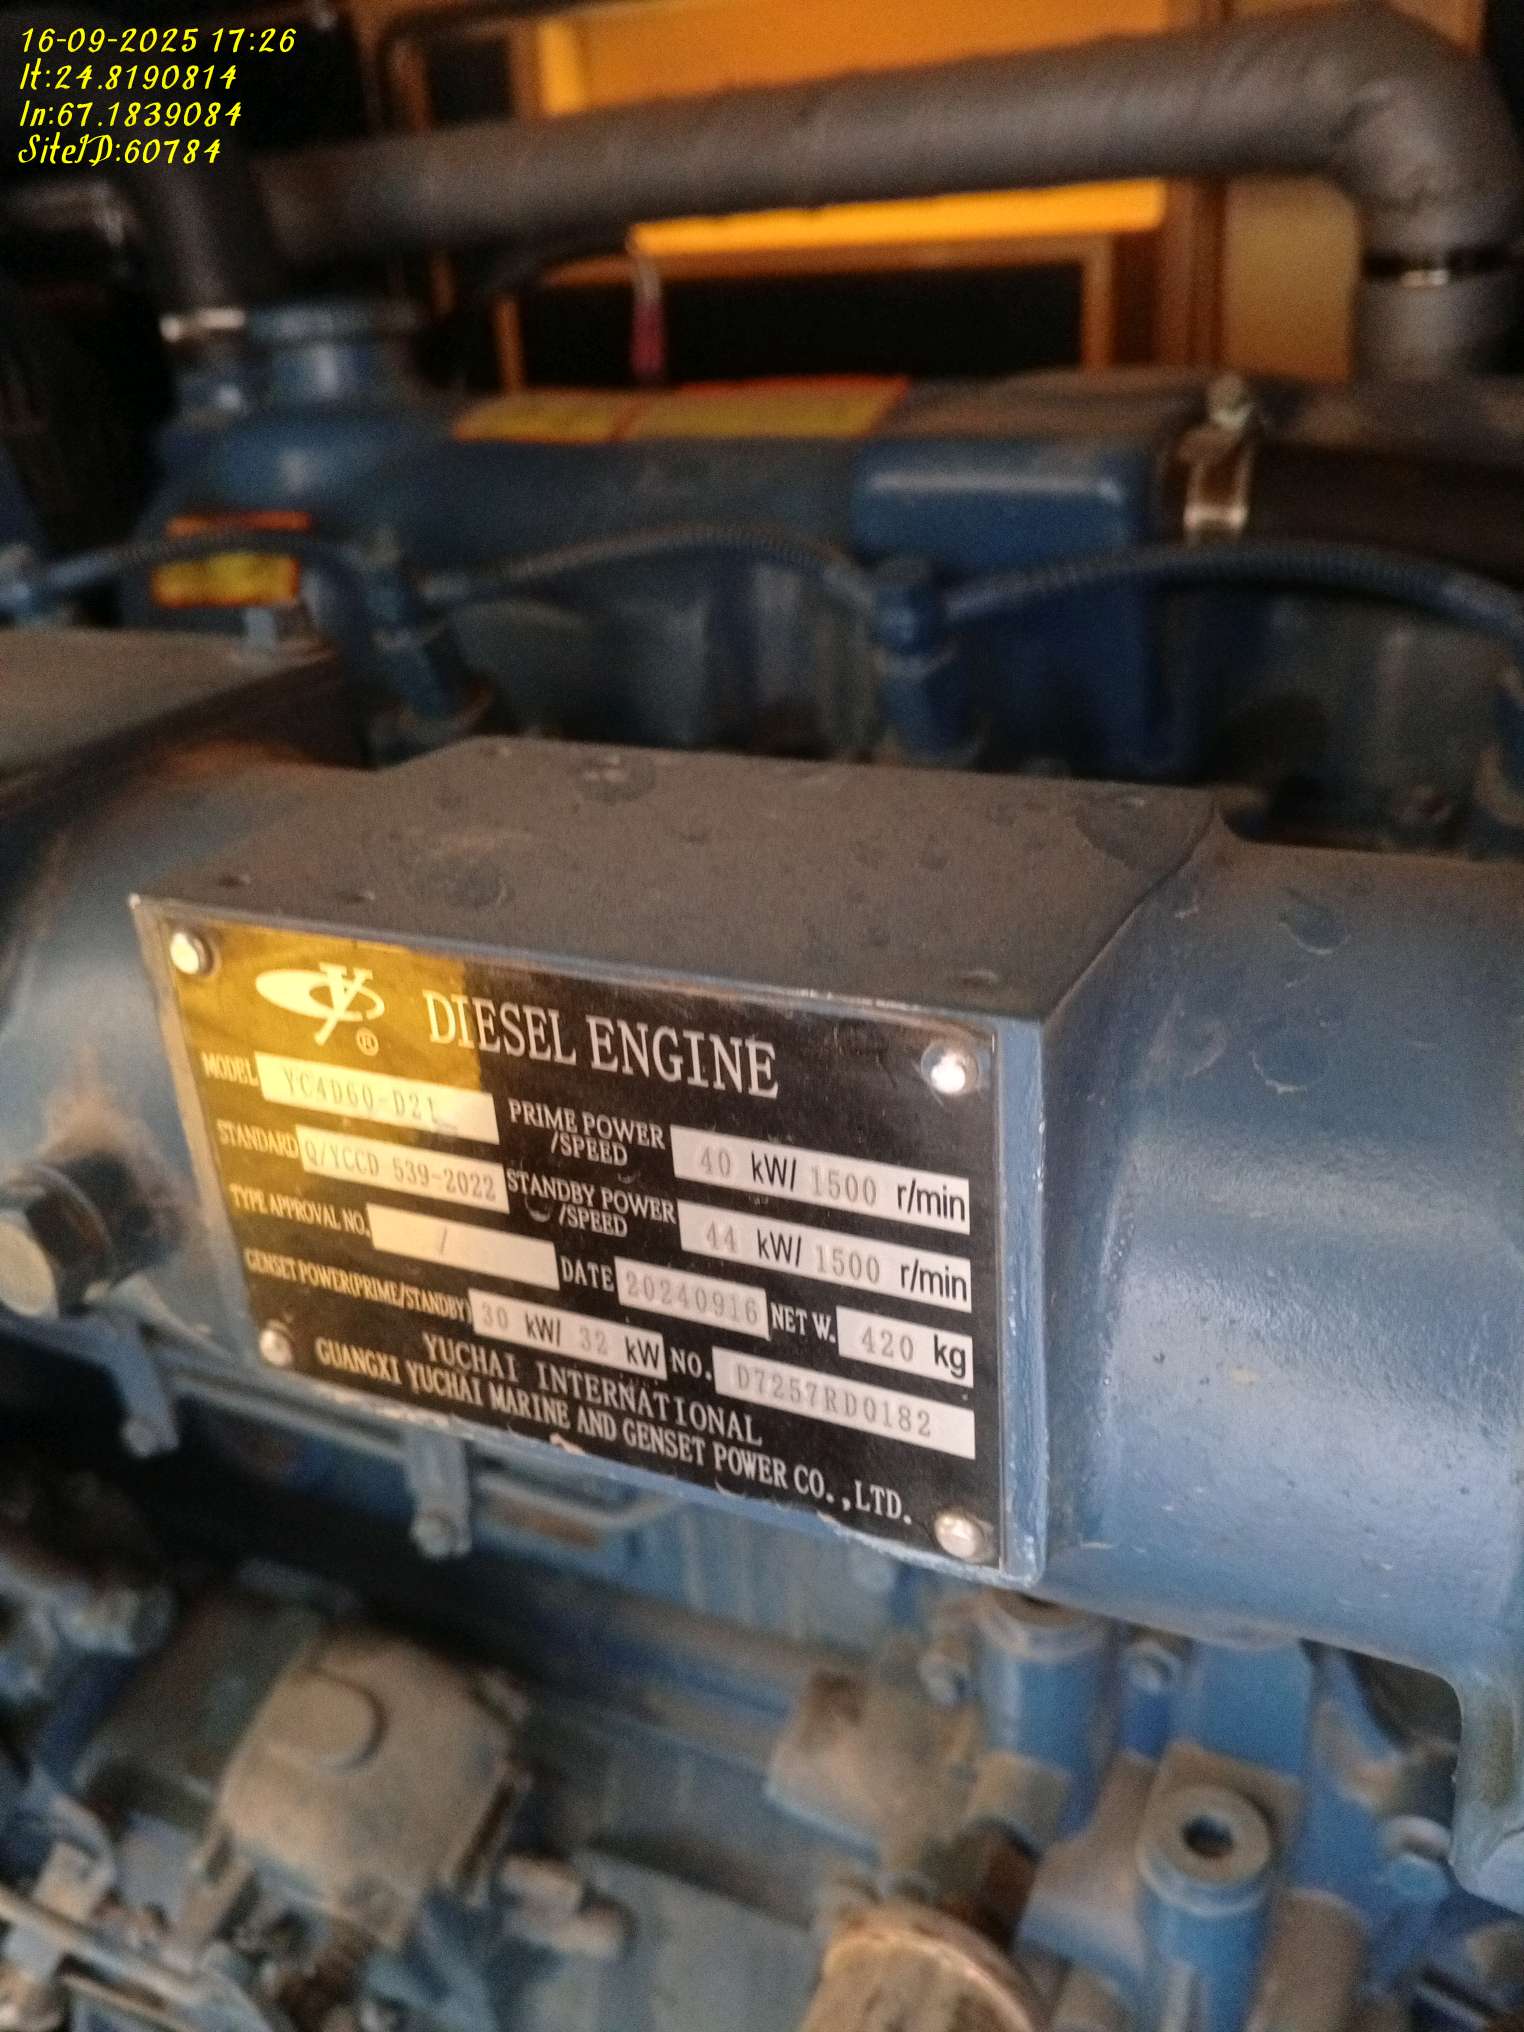 16-09-2025 17:26
lt:24.8190814
ln:67.1839084
SiteID:60784
DIESEL ENGINE
®
MODEL YC4D60-D21
PRIME POWER /SPEED 40 kW/ 1500 r/min
STANDARD Q/YCCD 539-2022
STANDBY POWER /SPEED 44 kW/ 1500 r/min
TYPE APPROVAL NO. /
DATE 20240916 NET W. 420 kg
GENSET POWER(PRIME/STANDBY) 30 kW/ 32 kW NO. D7257RD0182
YUCHAI INTERNATIONAL
GUANGXI YUCHAI MARINE AND GENSET POWER CO.,LTD.